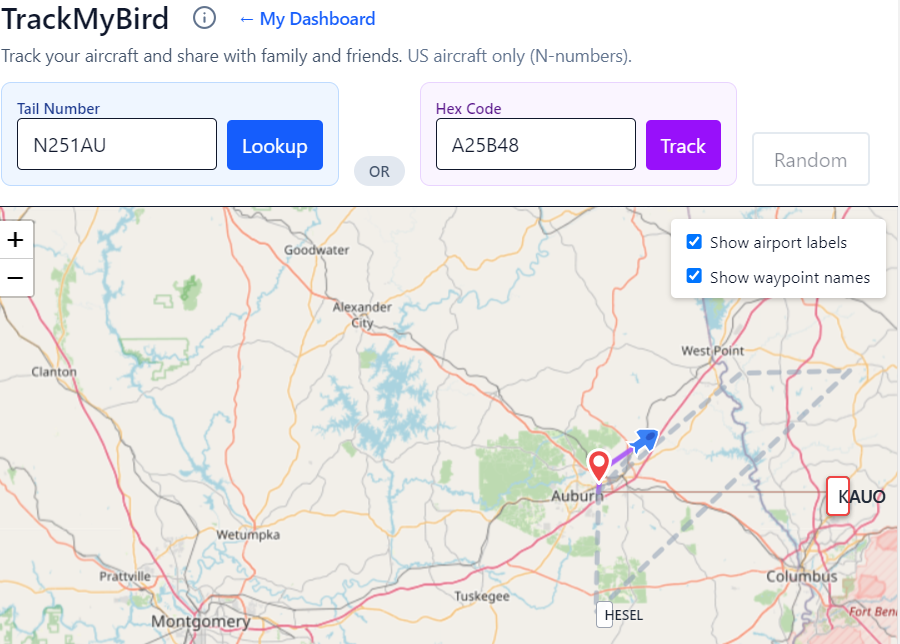 TrackMyBird ← My Dashboard
Track your aircraft and share with family and friends. US aircraft only (N-numbers).
Tail Number
N251AU
Lookup
OR
Hex Code
A25B48
Track
Random
+
−
Show airport labels
Show waypoint names
Goodwater
Alexander
City
West Point
Clanton
Auburn
KAUO
Wetumpka
Prattville
Tuskegee
Columbus
Montgomery
HESEL
Fort Ben